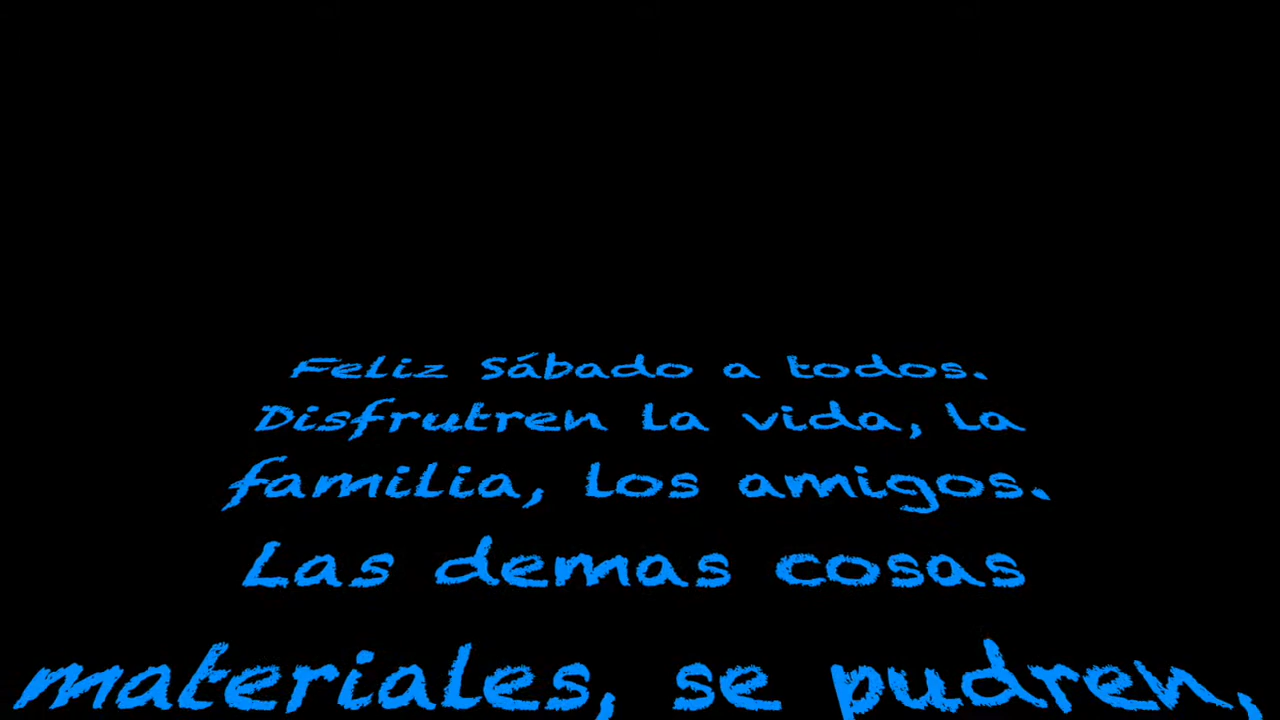 Feliz Sábado a todos.
Disfrutren la vida, la
familia, los amigos.
Las demas cosas
materiales, se pudren,